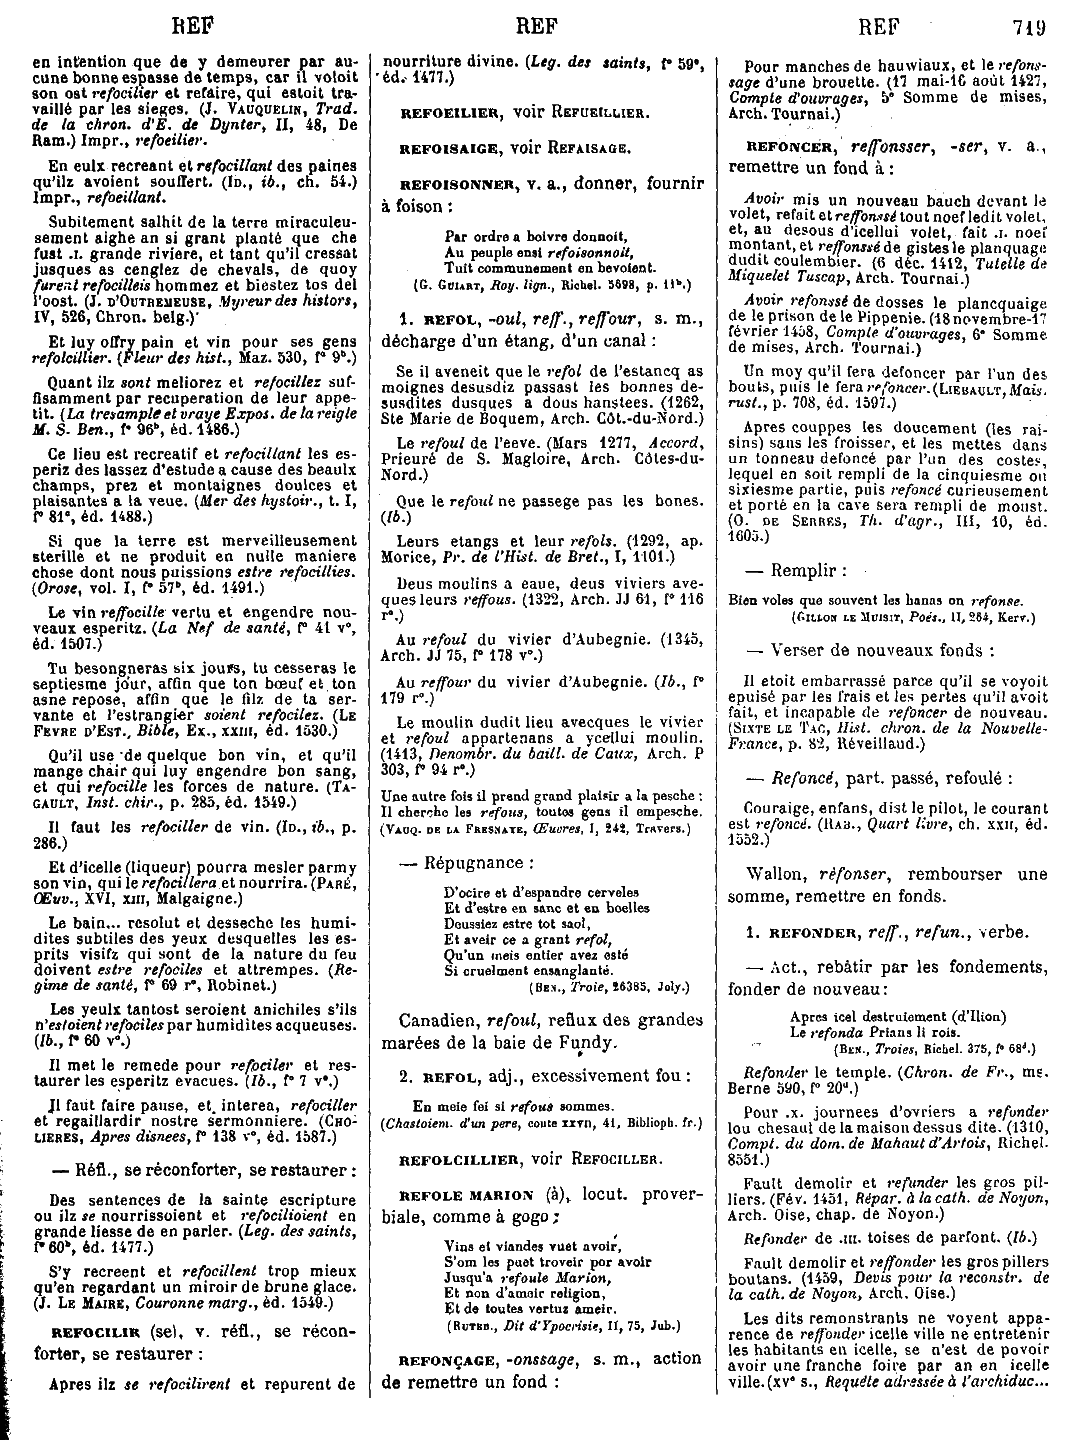 REF
REF
REF 719
en intention que de y demeurer par au-
cune bonne espasse de temps, car il veloit
son ost refocilier et refaire, qui estoit tra-
vaillé par les sieges. (J. VAUQUELIN, Trad.
de la chron. d'E. de Dynter, II, 48, De
Ram.) Impr., refoeilier.
En eulx recreant et refocillant des paines
qu'ilz avoient souffert. (ID., ib., ch. 54.)
Impr., refoeillant.
Subitement salhit de la terre miraculeu-
sement aighe an si grant planté que che
fust .I. grande riviere, et tant qu'il cressat
jusques as cenglez de chevals, de quoy
furent refocilleis hommez et biestez tos del
l'oost. (J. D'OUTREMEUSE, Myreur des histors,
IV, 526, Chron. belg.)
Et luy offry pain et vin pour ses gens
refolcillier. (Fleur des hist., Maz. 530, f° 9ᵇ.)
Quant ilz sont meliorez et refocillez suf-
fisamment par recuperation de leur appe-
tit. (La tresample et vraye Expos. de la reigle
M. S. Ben., f° 96ᵇ, éd. 1486.)
Ce lieu est recreatif et refocillant les es-
periz des lassez d'estude a cause des beaulx
champs, prez et montaignes doulces et
plaisantes a la veue. (Mer des hystoir., t. I,
f° 81ᵉ, éd. 1488.)
Si que la terre est merveilleusement
sterille et ne produit en nulle maniere
chose dont nous puissions estre refocillies.
(Orose, vol. I, f° 57ᵇ, éd. 1491.)
Le vin reffocille vertu et engendre nou-
veaux esperitz. (La Nef de santé, f° 41 v°,
éd. 1507.)
Tu besongneras six jours, tu cesseras le
septiesme jour, affin que ton bœuf et ton
asne repose, affin que le filz de ta ser-
vante et l'estrangier soient refocilez. (LE
FEVRE D'EST., Bible, Ex., XXIII, éd. 1530.)
Qu'il use de quelque bon vin, et qu'il
mange chair qui luy engendre bon sang,
et qui refocille les forces de nature. (TA-
GAULT, Inst. chir., p. 285, éd. 1549.)
Il faut les refociller de vin. (ID., ib., p.
286.)
Et d'icelle (liqueur) pourra mesler parmy
son vin, qui le refocillera et nourrira. (PARÉ,
Œuv., XVI, XIII, Malgaigne.)
Le bain... resolut et desseche les humi-
dites subtiles des yeux desquelles les es-
prits visifz qui sont de la nature du feu
doivent estre refociles et attrempes. (Re-
gime de santé, f° 69 r°, Robinet.)
Les yeulx tantost seroient anichiles s'ils
n'estoient refociles par humidites acqueuses.
(Ib., f° 60 v°.)
Il met le remede pour refociler et res-
taurer les esperitz evacues. (Ib., f° 7 v°.)
Il faut faire pause, et, interea, refociller
et regaillardir nostre sermonniere. (CHO-
LIERES, Apres disnees, f° 138 v°, éd. 1587.)
— Réfl., se réconforter, se restaurer :
Des sentences de la sainte escripture
ou ilz se nourrissoient et refocilioient en
grande liesse de en parler. (Leg. des saints,
f° 60ᵇ, éd. 1477.)
S'y recreent et refocillent trop mieux
qu'en regardant un miroir de brune glace.
(J. LE MAIRE, Couronne marg., éd. 1549.)
REFOCILIR (se), v. réfl., se récon-
forter, se restaurer :
Apres ilz se refocilirent et repurent de
nourriture divine. (Leg. des saints, f° 59ᵉ,
éd. 1477.)
REFOEILIER, voir REFUEILLIER.
REFOISAIGE, voir REFAISAGE.
REFOISONNER, v. a., donner, fournir
à foison :
Par ordre a boivre donnoit,
Au peuple ensi refoisonnoit,
Tuit communement en bevoient.
(G. GUIART, Roy. lign., Richel. 5698, p. 11ᵇ.)
1. REFOL, -oul, reff., reffour, s. m.,
décharge d'un étang, d'un canal :
Se il aveneit que le refol de l'estancq as
moignes desusdiz passast les bonnes de-
susdites dusques a dous hanstees. (1262,
Ste Marie de Boquem, Arch. Côt.-du-Nord.)
Le refoul de l'eeve. (Mars 1277, Accord,
Prieuré de S. Magloire, Arch. Côtes-du-
Nord.)
Que le refoul ne passege pas les bones.
(Ib.)
Leurs etangs et leur refols. (1292, ap.
Morice, Pr. de l'Hist. de Bret., I, 1101.)
Deus moulins a eaue, deus viviers ave-
ques leurs reffous. (1322, Arch. JJ 61, f° 116
r°.)
Au refoul du vivier d'Aubegnie. (1345,
Arch. JJ 75, f° 178 v°.)
Au reffour du vivier d'Aubegnie. (Ib., f°
179 r°.)
Le moulin dudit lieu avecques le vivier
et refoul appartenans a ycellui moulin.
(1413, Denombr. du baill. de Caux, Arch. P
303, f° 94 r°.)
Une autre fois il prend grand plaisir a la pesche :
Il cherche les refous, toutes gens il empesche.
(VAUQ. DE LA FRESNAYE, Œuvres, I, 242, Travers.)
— Répugnance :
D'ocire et d'espandre cerveles
Et d'estre en sanc et en boelles
Doussiez estre tot saol,
Et aveir ce a grant refol,
Qu'un meis entier avez esté
Si cruelment ensanglanté.
(BEN., Troie, 26385, Joly.)
Canadien, refoul, reflux des grandes
marées de la baie de Fundy.
2. REFOL, adj., excessivement fou :
En meie fei si refous sommes.
(Chastoiem. d'un pere, conte XXVII, 41, Biblioph. fr.)
REFOLCILLIER, voir REFOCILLER.
REFOLE MARION (à), locut. prover-
biale, comme à gogo :
Vins et viandes vuet avoir,
S'om les puet troveir por avoir
Jusqu'a refoule Marion,
Et non d'amoir religion,
Et de toutes vertuz ameir.
(RUTEB., Dit d'Ypocrisie, II, 75, Jub.)
REFONÇAGE, -onssage, s. m., action
de remettre un fond :
Pour manches de hauwiaux, et le refons-
sage d'une brouette. (17 mai-16 août 1427,
Compte d'ouvrages, 5ᵉ Somme de mises,
Arch. Tournai.)
REFONCER, reffonsser, -ser, v. a.,
remettre un fond à :
Avoir mis un nouveau bauch devant le
volet, refait et reffonssé tout noef ledit volet,
et, au desous d'icellui volet, fait .I. noef
montant, et reffonssé de gistes le planquage
dudit coulembier. (6 déc. 1412, Tutelle de
Miquelet Tuscap, Arch. Tournai.)
Avoir refonssé de dosses le plancquaige
de le prison de le Pippenie. (18 novembre-17
février 1458, Compte d'ouvrages, 6ᵉ Somme
de mises, Arch. Tournai.)
Un moy qu'il fera defoncer par l'un des
bouts, puis le fera refoncer. (LIEBAULT, Mais.
rust., p. 708, éd. 1597.)
Apres couppes les doucement (les rai-
sins) sans les froisser, et les mettes dans
un tonneau defoncé par l'un des costes,
lequel en soit rempli de la cinquiesme ou
sixiesme partie, puis refoncé curieusement
et porté en la cave sera rempli de moust.
(O. DE SERRES, Th. d'agr., III, 10, éd.
1605.)
— Remplir :
Bien voles que souvent les hanas on refonse.
(GILLON LE MUISIT, Poés., II, 264, Kerv.)
— Verser de nouveaux fonds :
Il etoit embarrassé parce qu'il se voyoit
epuisé par les frais et les pertes qu'il avoit
fait, et incapable de refoncer de nouveau.
(SIXTE LE TAC, Hist. chron. de la Nouvelle-
France, p. 82, Réveillaud.)
— Refoncé, part. passé, refoulé :
Couraige, enfans, dist le pilot, le courant
est refoncé. (RAB., Quart livre, ch. XXII, éd.
1552.)
Wallon, rèfonser, rembourser une
somme, remettre en fonds.
1. REFONDER, reff., refun., verbe.
— Act., rebâtir par les fondements,
fonder de nouveau :
Apres icel destruiement (d'Ilion)
Le refonda Prians li rois.
(BEN., Troies, Richel. 375, f° 68ᵈ.)
Refonder le temple. (Chron. de Fr., ms.
Berne 590, f° 20ᵈ.)
Pour .X. journees d'ovriers a refonder
lou chesaul de la maison dessus dite. (1310,
Compt. du dom. de Mahaut d'Artois, Richel.
8551.)
Fault demolir et refunder les gros pil-
liers. (Fév. 1451, Répar. à la cath. de Noyon,
Arch. Oise, chap. de Noyon.)
Refonder de .III. toises de parfont. (Ib.)
Fault demolir et reffonder les gros pillers
boutans. (1459, Devis pour la reconstr. de
la cath. de Noyon, Arch. Oise.)
Les dits remonstrants ne voyent appa-
rence de reffonder icelle ville ne entretenir
les habitants en icelle, se n'est de povoir
avoir une franche foire par an en icelle
ville. (XVᵉ s., Requête adressée à l'archiduc...